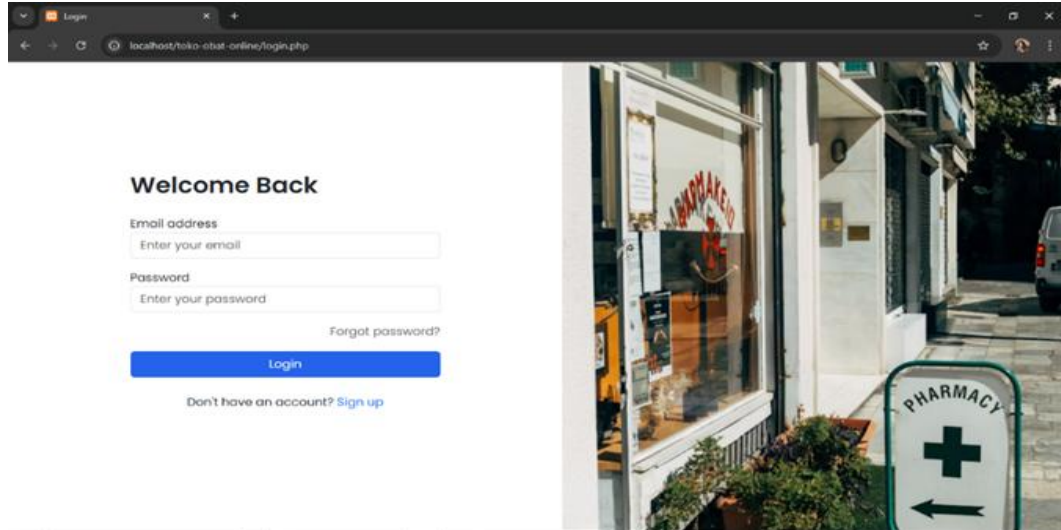 Login
localhost/toko-obat-online/login.php
Welcome Back
Email address
Enter your email
Password
Enter your password
Forgot password?
Login
Don't have an account? Sign up
PHARMACY